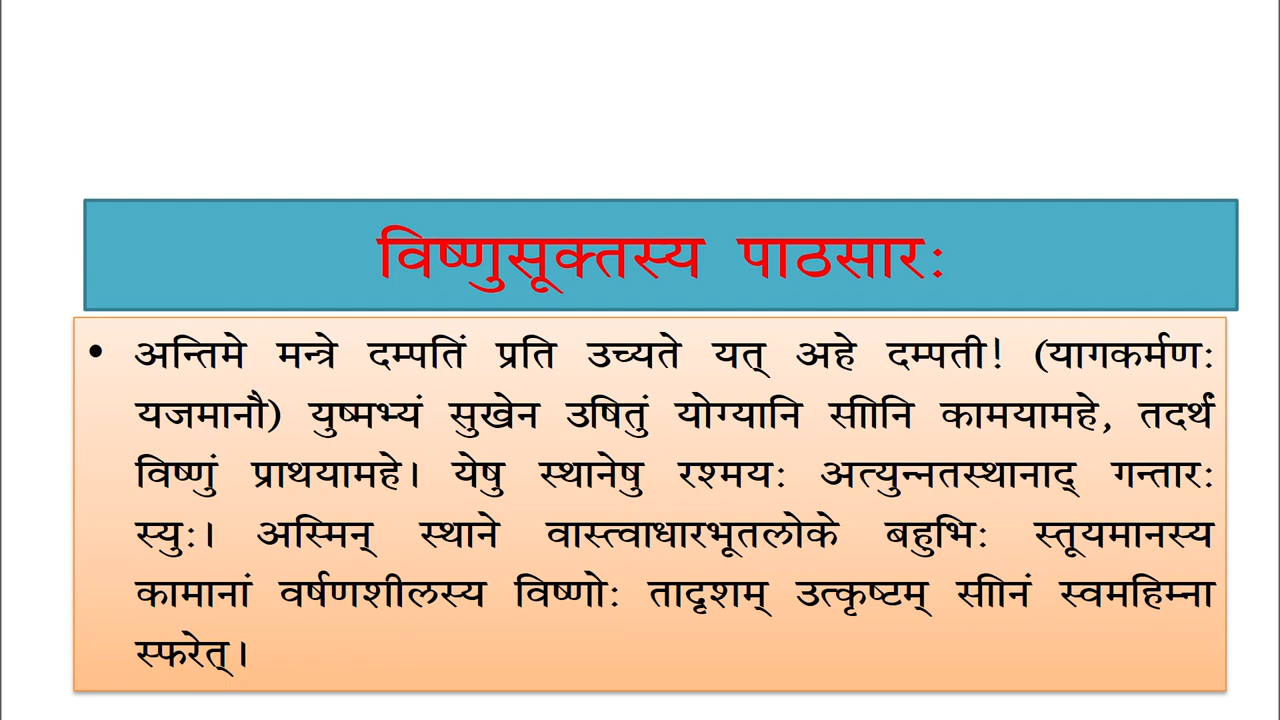 विष्णुसूक्तस्य पाठसारः
• अन्तिमे मन्त्रे दम्पतिं प्रति उच्यते यत् अहे दम्पती! (यागकर्मणः
यजमानौ) युष्मभ्यं सुखेन उषितुं योग्यानि सीानि कामयामहे, तदर्थं
विष्णुं प्राथयामहे। येषु स्थानेषु रश्मयः अत्युन्नतस्थानाद् गन्तारः
स्युः। अस्मिन् स्थाने वास्त्वाधारभूतलोके बहुभिः स्तूयमानस्य
कामानां वर्षणशीलस्य विष्णोः तादृशम् उत्कृष्टम् सीानं स्वमहिम्ना
स्फरेत्।